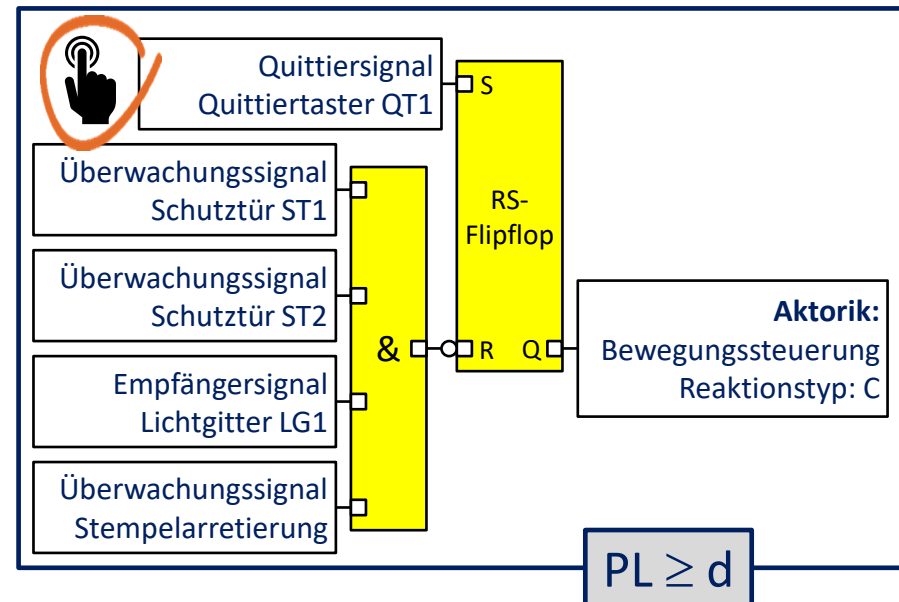 Quittiersignal
Quittiertaster QT1
S
Überwachungssignal
Schutztür ST1
RS-
Flipflop
Überwachungssignal
Schutztür ST2
& R Q
Aktorik:
Bewegungssteuerung
Reaktionstyp: C
Empfängersignal
Lichtgitter LG1
Überwachungssignal
Stempelarretierung
PL ≥ d